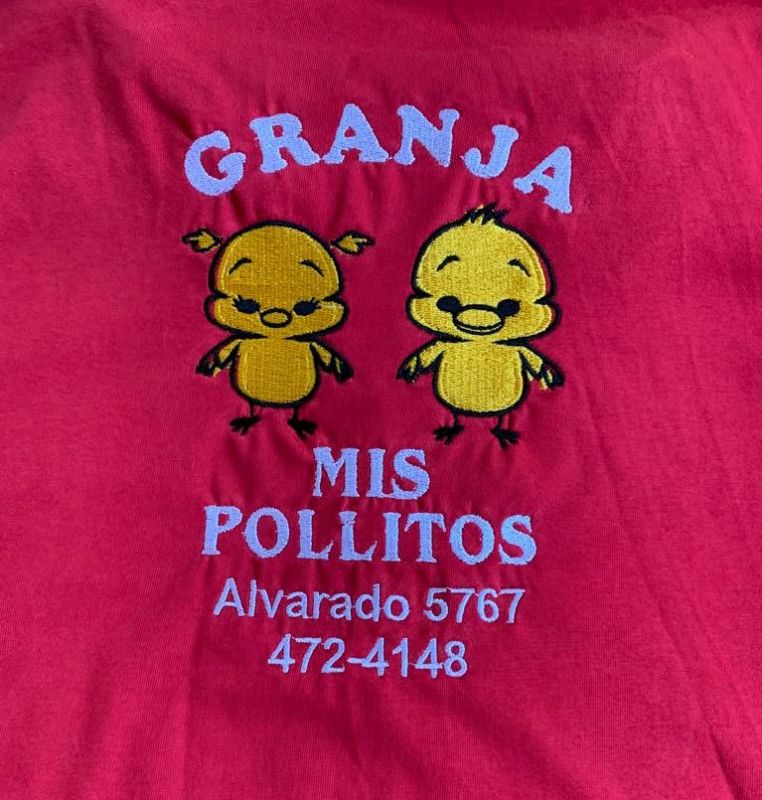 GRANJA
MIS
POLLITOS
Alvarado 5767
472-4148